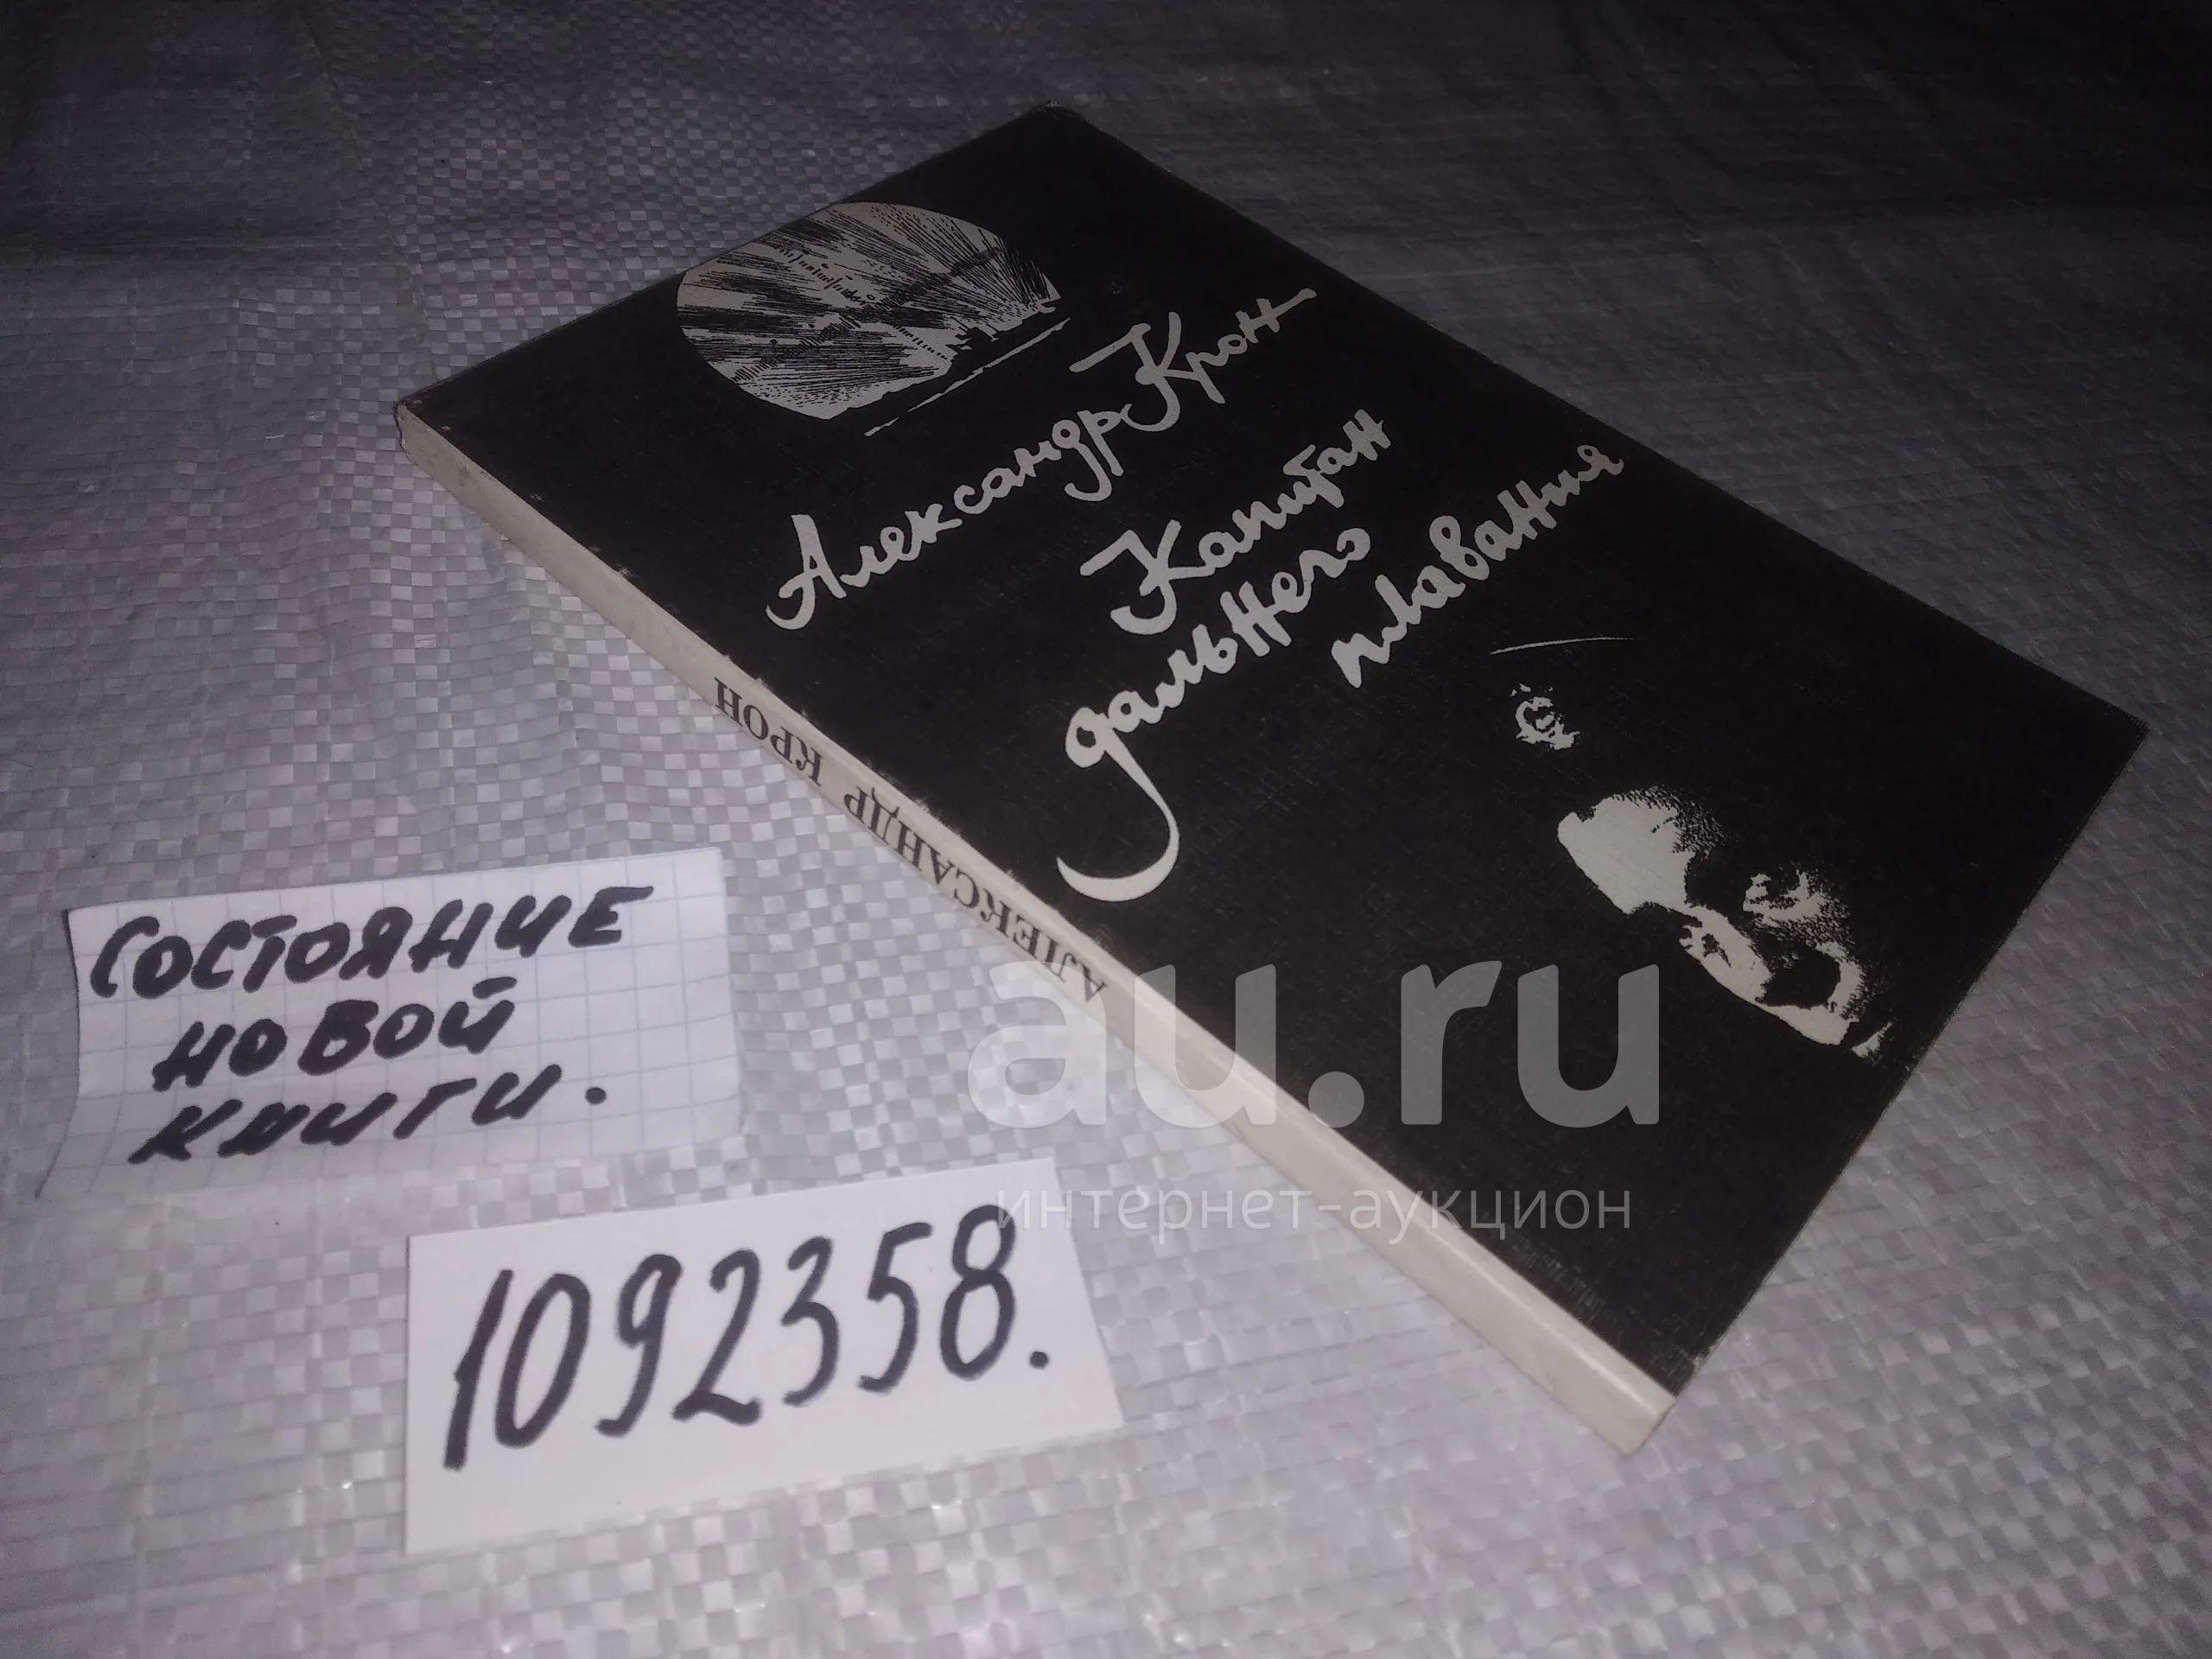 Александр Крон
Капитан
дальнего
плавания
АЛЕКСАНДР КРОН
СОСТОЯНИЕ
НОВОЙ
КНИГИ.
1092358.
au.ru
интернет-аукцион